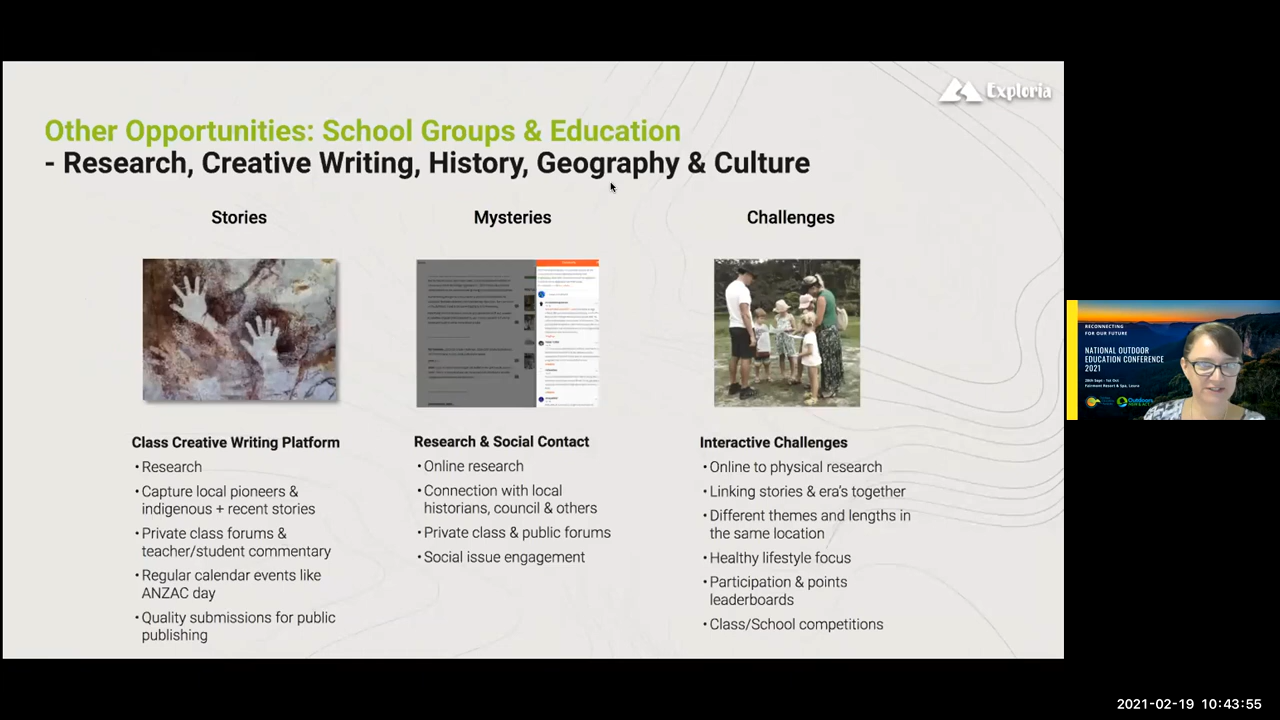 Exploria
Other Opportunities: School Groups & Education
- Research, Creative Writing, History, Geography & Culture
Stories
Mysteries
Challenges
Class Creative Writing Platform
• Research
• Capture local pioneers &
indigenous + recent stories
• Private class forums &
teacher/student commentary
• Regular calendar events like
ANZAC day
• Quality submissions for public
publishing
Research & Social Contact
• Online research
• Connection with local
historians, council & others
• Private class & public forums
• Social issue engagement
Interactive Challenges
• Online to physical research
• Linking stories & era's together
• Different themes and lengths in
the same location
• Healthy lifestyle focus
• Participation & points
leaderboards
• Class/School competitions
RECONNECTING
FOR OUR FUTURE
NATIONAL OUTDOOR
EDUCATION CONFERENCE
2021
Fairmont Resort & Spa, Leura
Outdoors
2021-02-19 10:43:55